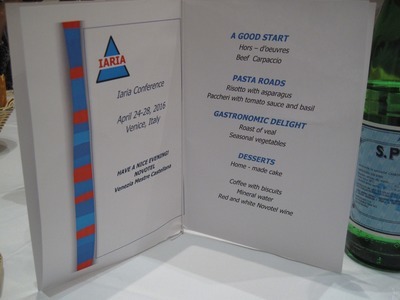 IARIA
Iaria Conference
April 24-28, 2016
Venice, Italy
HAVE A NICE EVENING!
NOVOTEL
Venezia Mestre Castellana
A GOOD START
Hors - d'oeuvres
Beef Carpaccio
PASTA ROADS
Risotto with asparagus
Paccheri with tomato sauce and basil
GASTRONOMIC DELIGHT
Roast of veal
Seasonal vegetables
DESSERTS
Home - made cake
Coffee with biscuits
Mineral water
Red and white Novotel wine
S.P